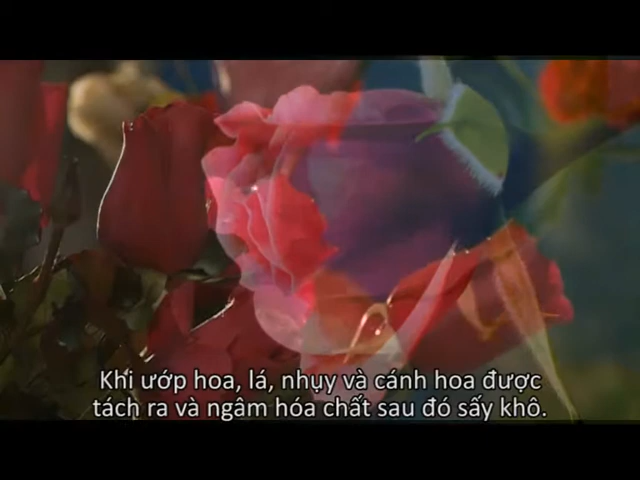 Khi ướp hoa, lá, nhụy và cánh hoa được
tách ra và ngâm hóa chất sau đó sấy khô.